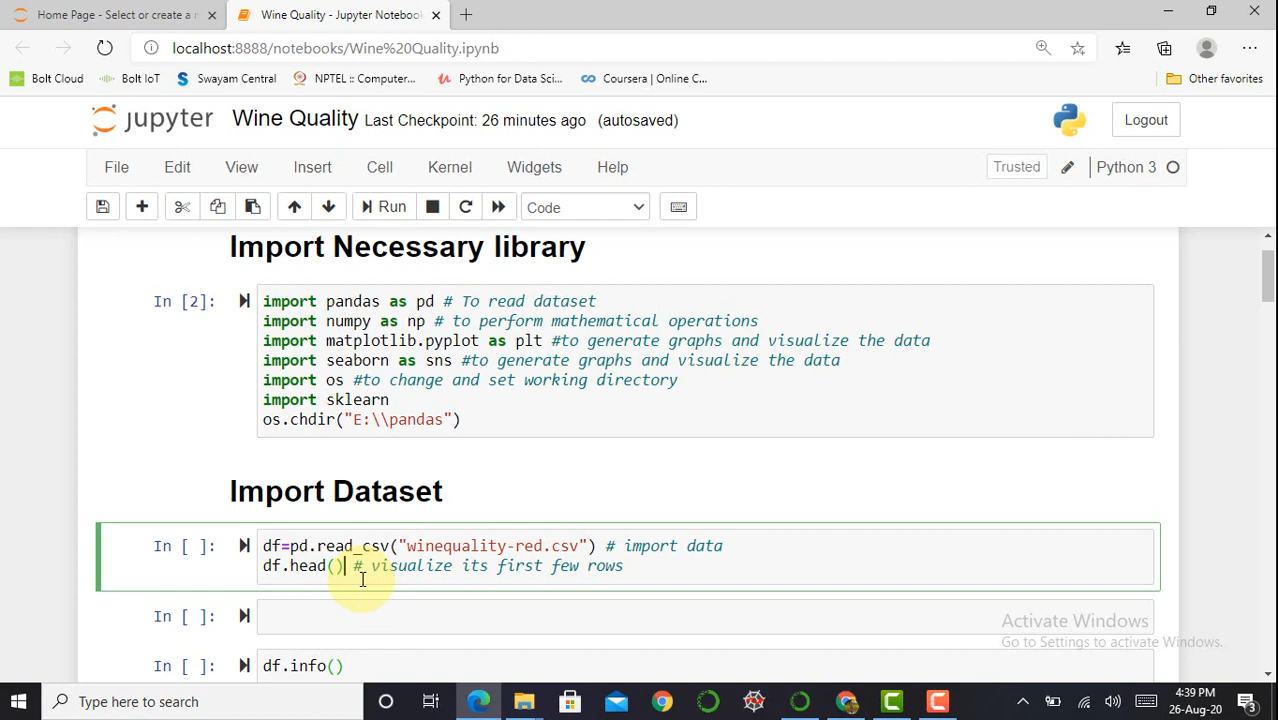 Home Page - Select or create a n
Wine Quality - Jupyter Notebook
localhost:8888/notebooks/Wine%20Quality.ipynb
Bolt Cloud
Bolt IoT
Swayam Central
NPTEL :: Computer...
Python for Data Sci...
Coursera | Online C...
Other favorites
jupyter
Wine Quality Last Checkpoint: 26 minutes ago (autosaved)
Logout
File Edit View Insert Cell Kernel Widgets Help
Trusted
Python 3
Run
Code
Import Necessary library
In [2]:
import pandas as pd # To read dataset
import numpy as np # to perform mathematical operations
import matplotlib.pyplot as plt #to generate graphs and visualize the data
import seaborn as sns #to generate graphs and visualize the data
import os #to change and set working directory
import sklearn
os.chdir("E:\\pandas")
Import Dataset
In [ ]:
df=pd.read_csv("winequality-red.csv") # import data
df.head() # visualize its first few rows
In [ ]:
Activate Windows
Go to Settings to activate Windows.
In [ ]:
df.info()
Type here to search
4:39 PM
26-Aug-20
3